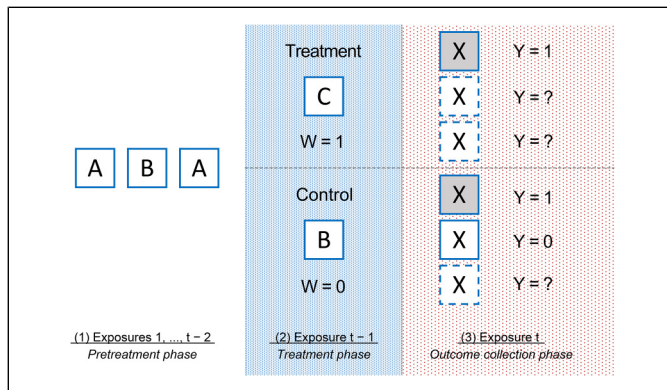 Treatment
C
W = 1
X Y = 1
X Y = ?
X Y = ?
A B A
Control
B
W = 0
X Y = 1
X Y = 0
X Y = ?
(1) Exposures 1, ..., t − 2
Pretreatment phase
(2) Exposure t − 1
Treatment phase
(3) Exposure t
Outcome collection phase